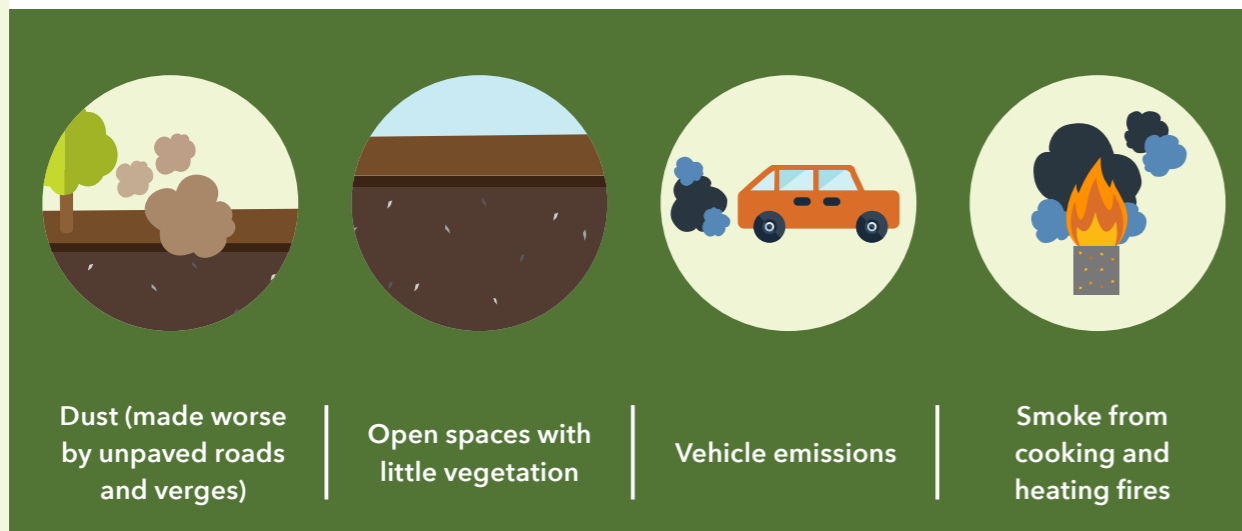 Dust (made worse
by unpaved roads
and verges)
Open spaces with
little vegetation
Vehicle emissions
Smoke from
cooking and
heating fires